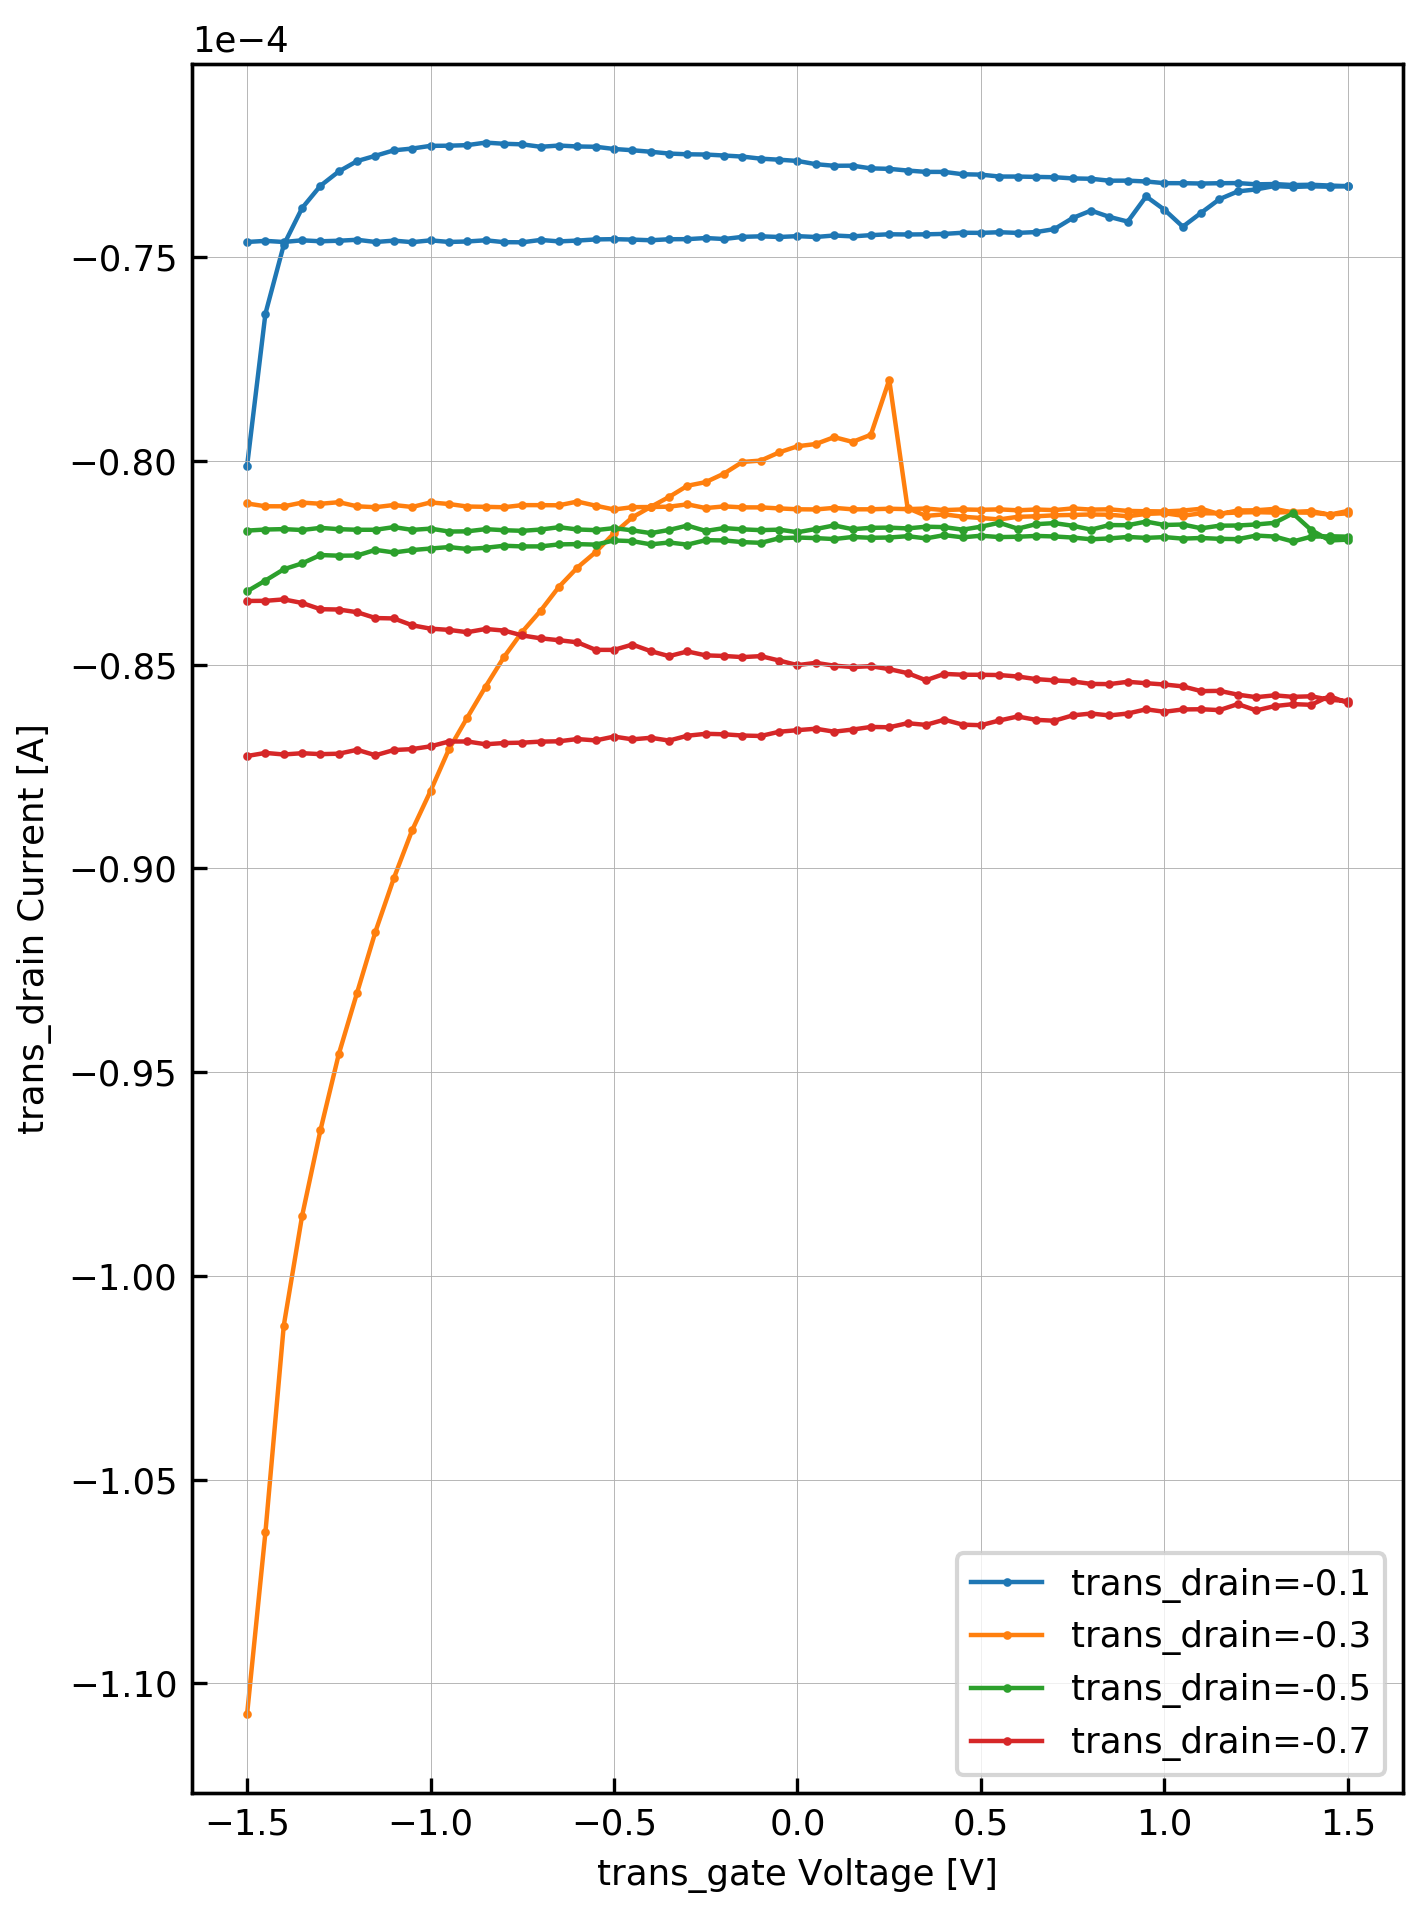 1e−4
−0.75
−0.80
−0.85
−0.90
−0.95
−1.00
−1.05
−1.10
trans_drain Current [A]
trans_drain=-0.1
trans_drain=-0.3
trans_drain=-0.5
trans_drain=-0.7
−1.5 −1.0 −0.5 0.0 0.5 1.0 1.5
trans_gate Voltage [V]